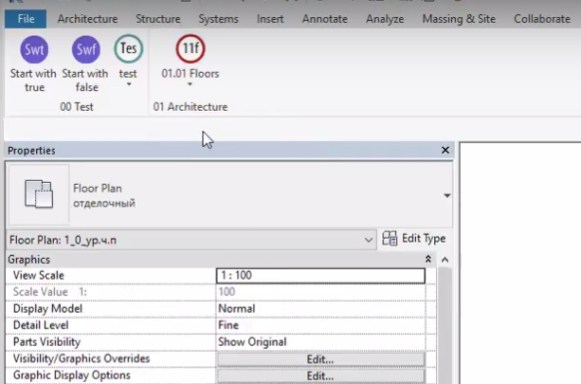 File Architecture Structure Systems Insert Annotate Analyze Massing & Site Collaborate
Swt Swf Tes 11f
Start with Start with test 01.01 Floors
true false
00 Test 01 Architecture
Properties
Floor Plan
отделочный
Floor Plan: 1_0_ур.ч.п Edit Type
Graphics
View Scale 1 : 100
Scale Value 1: 100
Display Model Normal
Detail Level Fine
Parts Visibility Show Original
Visibility/Graphics Overrides Edit...
Graphic Display Options Edit...